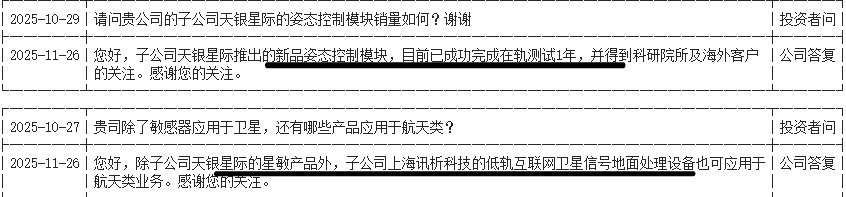 2025-10-29 请问贵公司的子公司天银星际的姿态控制模块销量如何？谢谢 投资者问
2025-11-26 您好，子公司天银星际推出的新品姿态控制模块，目前已成功完成在轨测试1年，并得到科研院所及海外客户 公司答复
的关注。感谢您的关注。
2025-10-27 贵司除了敏感器应用于卫星，还有哪些产品应用于航天类？ 投资者问
2025-11-26 您好，除子公司天银星际的星敏产品外，子公司上海讯析科技的低轨互联网卫星信号地面处理设备也可应用于 公司答复
航天类业务。感谢您的关注。